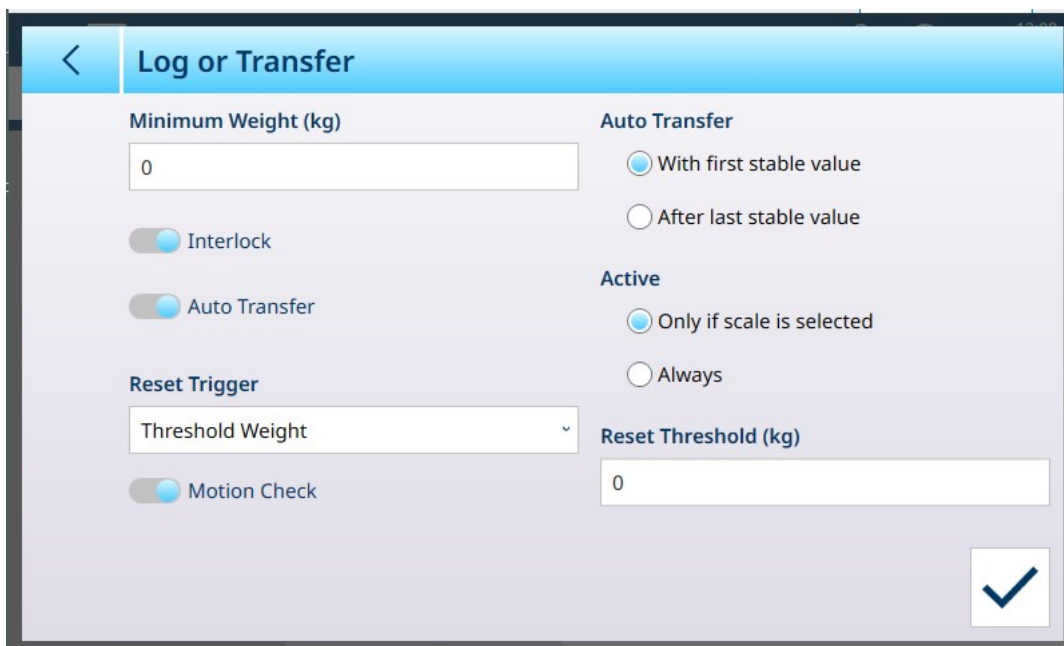 Log or Transfer
Minimum Weight (kg)
0
Interlock
Auto Transfer
Reset Trigger
Threshold Weight
Motion Check
Auto Transfer
With first stable value
After last stable value
Active
Only if scale is selected
Always
Reset Threshold (kg)
0